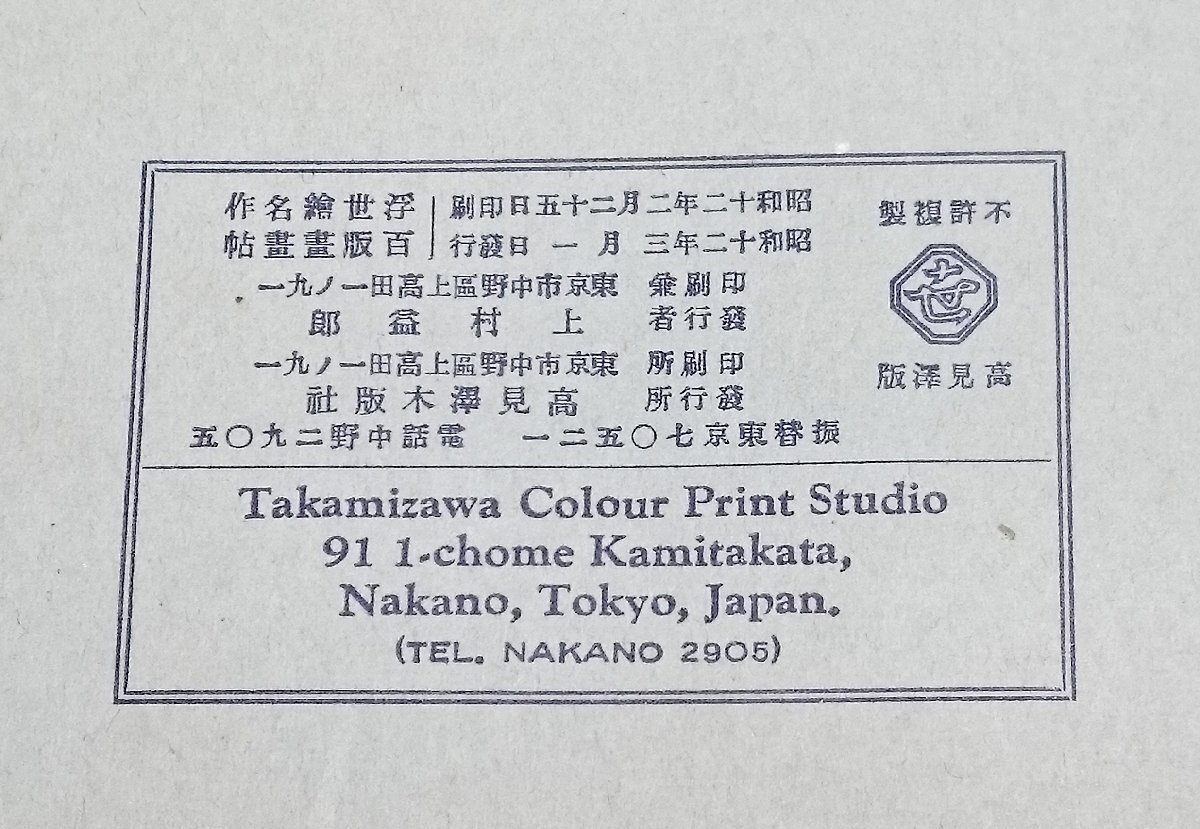 不許複製
高見澤版
昭和十二年二月二十五日印刷
昭和十二年三月一日發行
浮世繪名作
百版畫畫帖
印刷兼 東京市中野區上高田一ノ九一
發行者 上村益郎
印刷所 東京市中野區上高田一ノ九一
發行所 高見澤木版社
振替東京七〇五二一 電話中野二九〇五
Takamizawa Colour Print Studio
91 1-chome Kamitakata,
Nakano, Tokyo, Japan.
(TEL. NAKANO 2905)